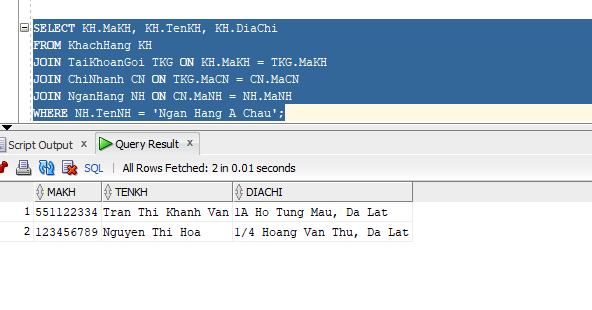 SELECT KH.MaKH, KH.TenKH, KH.DiaChi
FROM KhachHang KH
JOIN TaiKhoanGoi TKG ON KH.MaKH = TKG.MaKH
JOIN ChiNhanh CN ON TKG.MaCN = CN.MaCN
JOIN NganHang NH ON CN.MaNH = NH.MaNH
WHERE NH.TenNH = 'Ngan Hang A Chau';
Script Output × Query Result ×
SQL | All Rows Fetched: 2 in 0.01 seconds
MAKH TENKH DIACHI
1 551122334 Tran Thi Khanh Van 1A Ho Tung Mau, Da Lat
2 123456789 Nguyen Thi Hoa 1/4 Hoang Van Thu, Da Lat